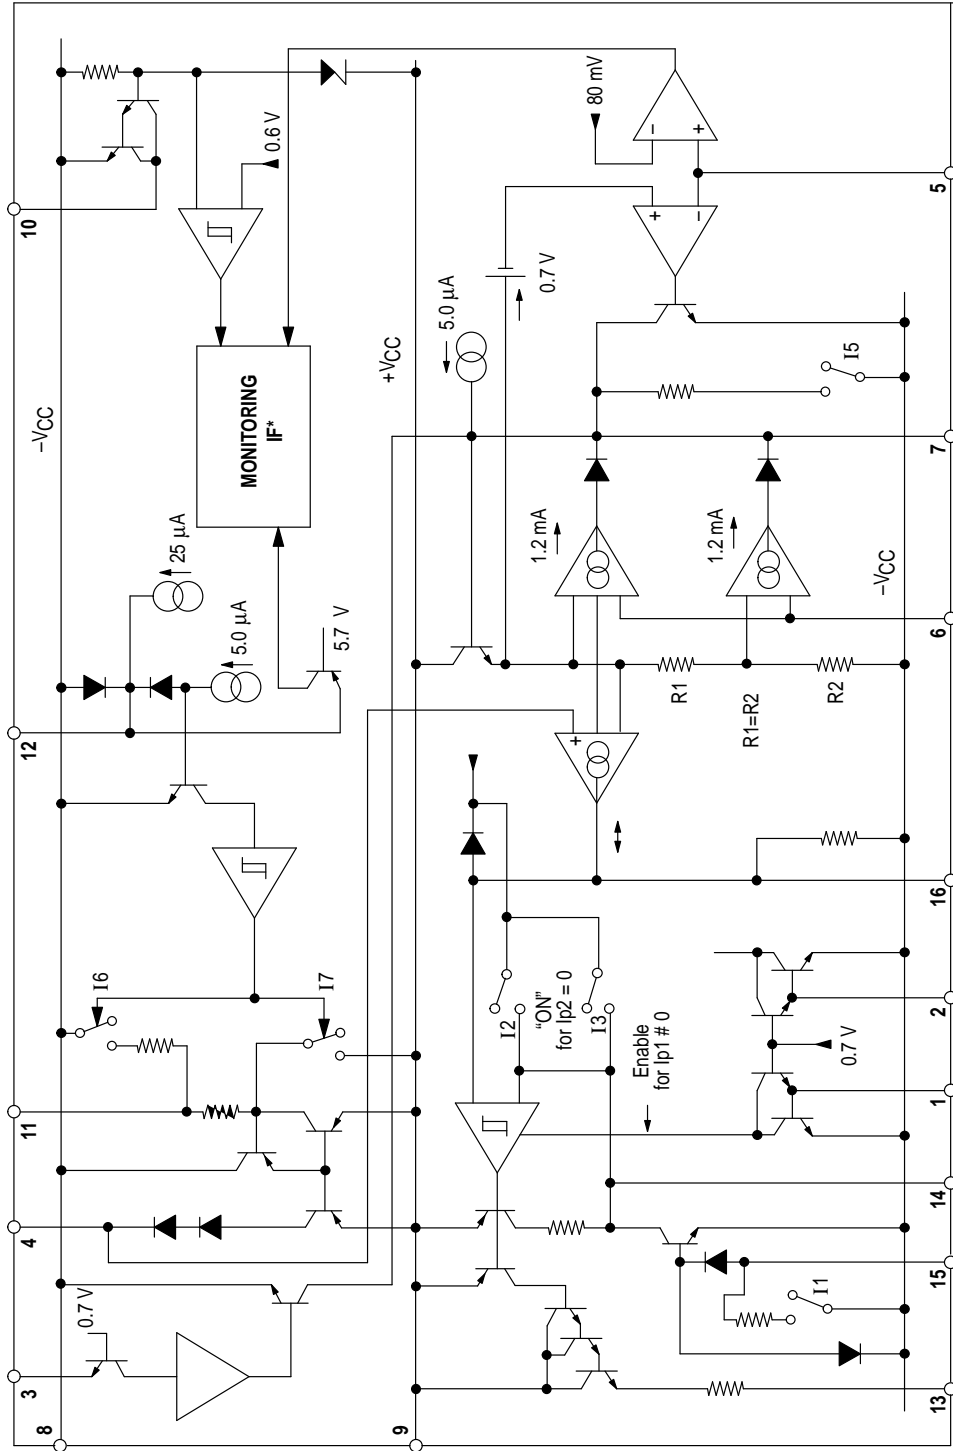 10
–VCC
0.6 V
MONITORING
IF*
25 µA
5.0 µA
5.7 V
12
I6
I7
11
4
3
0.7 V
8
9
+VCC
80 mV
–
+
+
–
5
0.7 V
5.0 µA
I5
7
1.2 mA
1.2 mA
–VCC
6
R1
R1=R2
R2
+
16
I2
"ON"
for Ip2 = 0
I3
Enable
for Ip1 # 0
2
0.7 V
1
14
15
I1
13